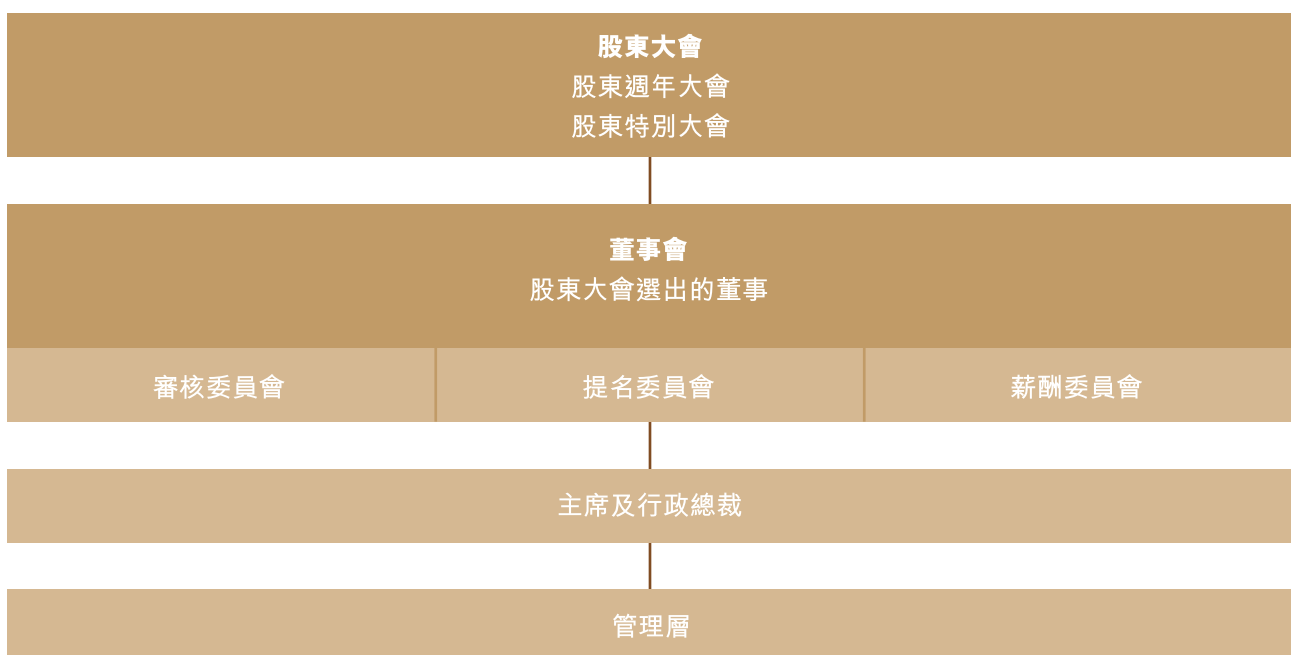 股東大會
股東週年大會
股東特別大會
董事會
股東大會選出的董事
審核委員會
提名委員會
薪酬委員會
主席及行政總裁
管理層